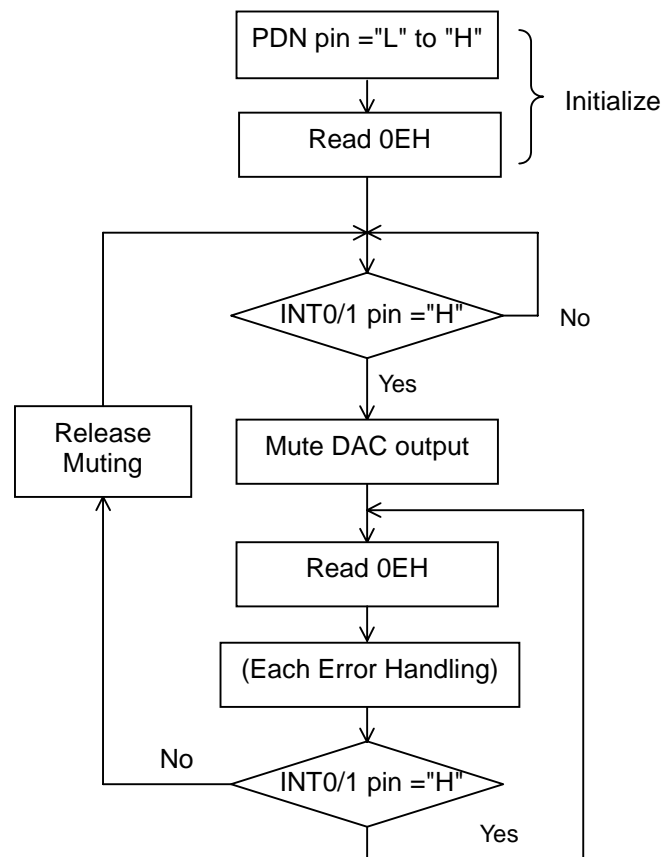 PDN pin ="L" to "H"
Initialize
Read 0EH
INT0/1 pin ="H"
No
Yes
Release
Muting
Mute DAC output
Read 0EH
(Each Error Handling)
No
INT0/1 pin ="H"
Yes